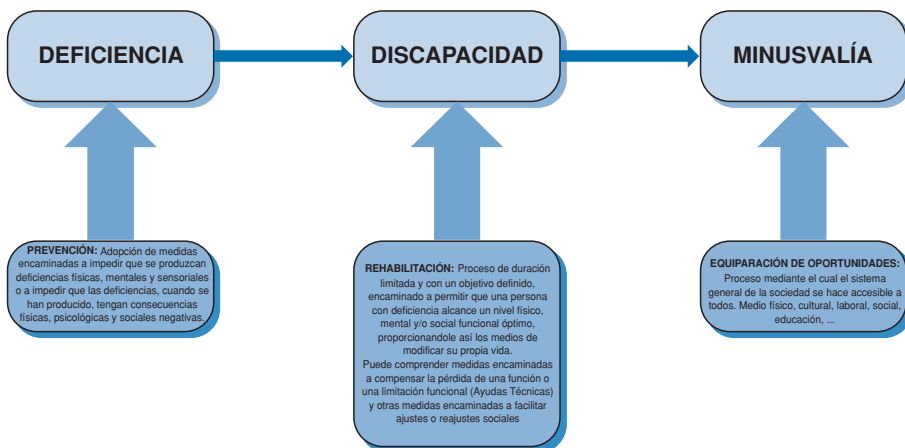 DEFICIENCIA
DISCAPACIDAD
MINUSVALÍA
PREVENCIÓN: Adopción de medidas
encaminadas a impedir que se produzcan
deficiencias físicas, mentales y sensoriales
o a impedir que las deficiencias, cuando se
han producido, tengan consecuencias
físicas, psicológicas y sociales negativas.
REHABILITACIÓN: Proceso de duración
limitada y con un objetivo definido,
encaminado a permitir que una persona
con deficiencia alcance un nivel físico,
mental y/o social funcional óptimo,
proporcionandole así los medios de
modificar su propia vida.
Puede comprender medidas encaminadas
a compensar la pérdida de una función o
una limitación funcional (Ayudas Técnicas)
y otras medidas encaminadas a facilitar
ajustes o reajustes sociales
EQUIPARACIÓN DE OPORTUNIDADES:
Proceso mediante el cual el sistema
general de la sociedad se hace accesible a
todos. Medio físico, cultural, laboral, social,
educación, ...